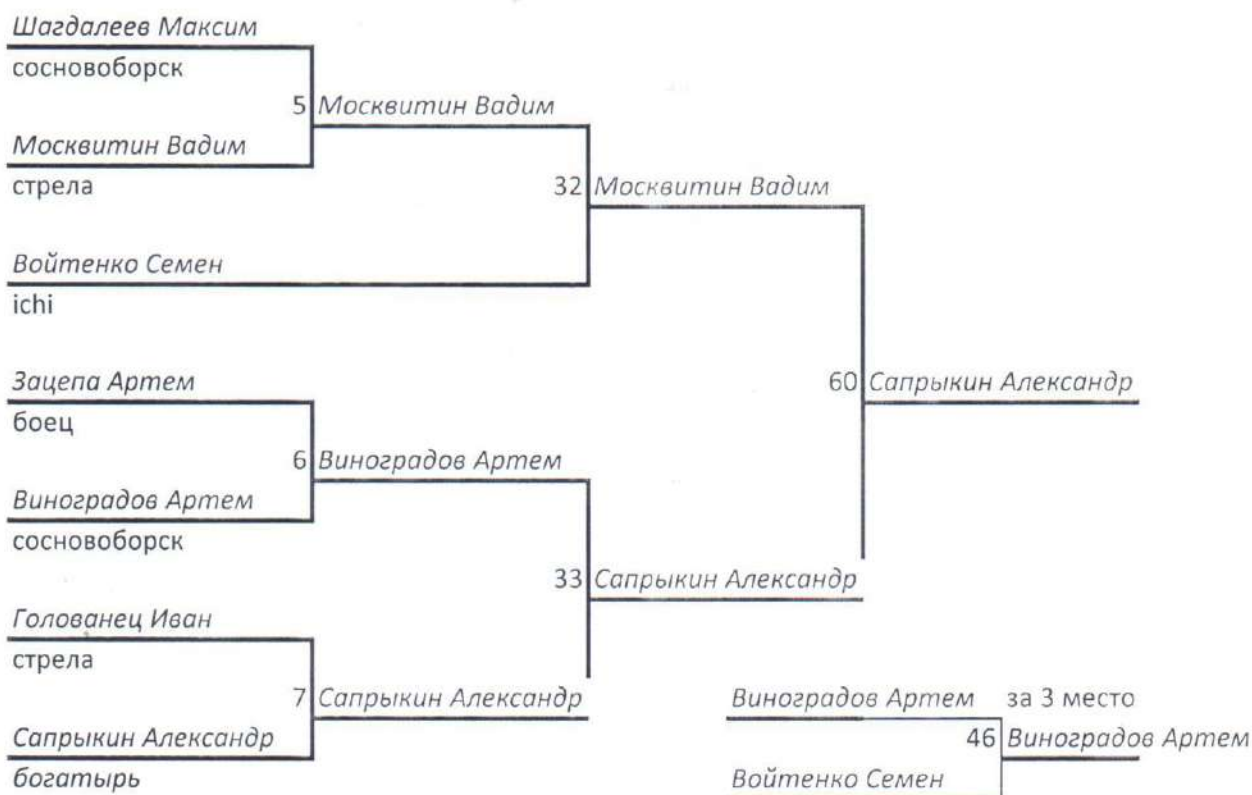 Шагдалеев Максим
сосновоборск
5 Москвитин Вадим
Москвитин Вадим
стрела
32 Москвитин Вадим
Войтенко Семен
ichi
Зацепа Артем
60 Сапрыкин Александр
боец
6 Виноградов Артем
Виноградов Артем
сосновоборск
33 Сапрыкин Александр
Голованец Иван
стрела
7 Сапрыкин Александр
Виноградов Артем за 3 место
Сапрыкин Александр
46 Виноградов Артем
богатырь
Войтенко Семен